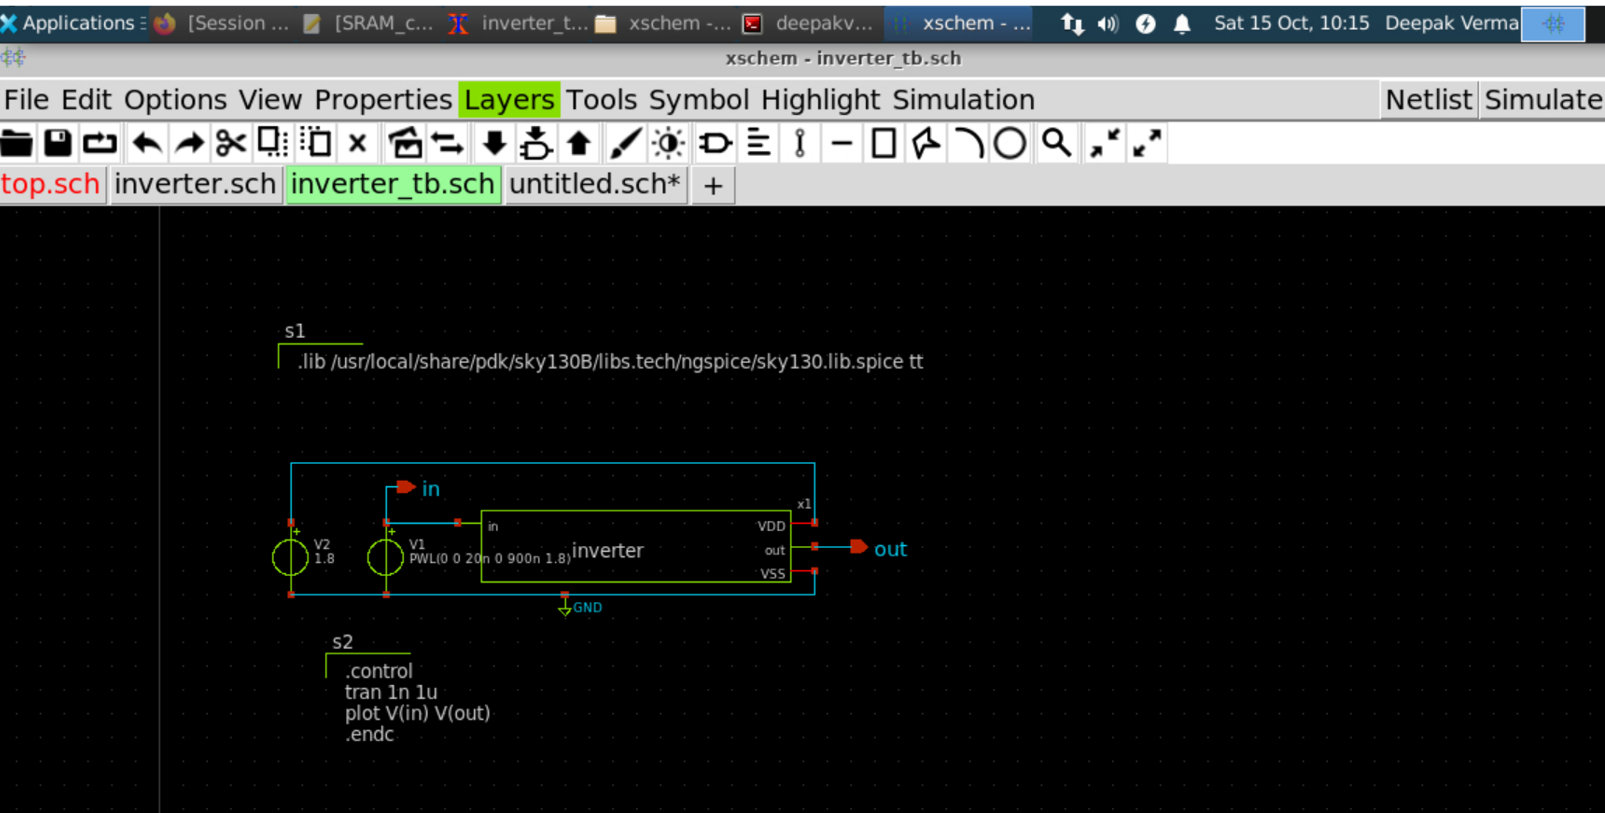 Applications [Session ... [SRAM_c... inverter_t... xschem -... deepakv... xschem - ... Sat 15 Oct, 10:15 Deepak Verma
xschem - inverter_tb.sch
File Edit Options View Properties Layers Tools Symbol Highlight Simulation Netlist Simulate
top.sch inverter.sch inverter_tb.sch untitled.sch* +
s1
.lib /usr/local/share/pdk/sky130B/libs.tech/ngspice/sky130.lib.spice tt
in
x1
in VDD
V2 V1
1.8 PWL(0 0 20n 0 900n 1.8) inverter out out
VSS
GND
s2
.control
tran 1n 1u
plot V(in) V(out)
.endc